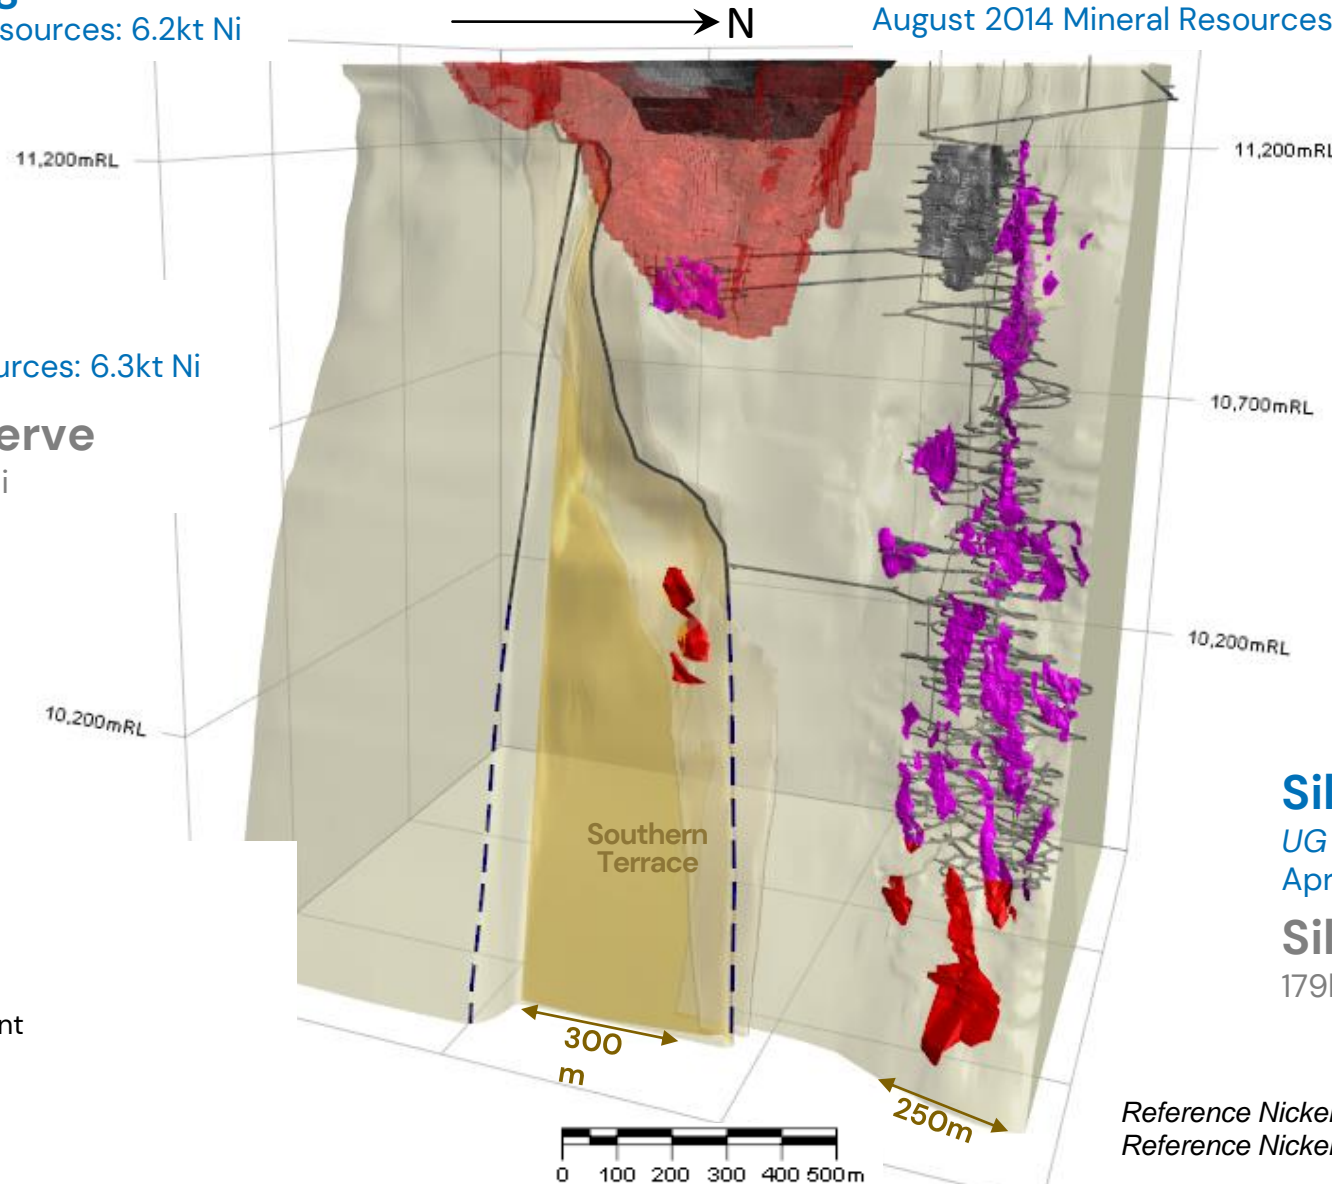 sources: 6.2kt Ni
N
August 2014 Mineral Resources
11,200mRL
11,200mRL
urces: 6.3kt Ni
10,700mRL
erve
i
10,200mRL
10,200mRL
Southern
Terrace
UG
Apr
179
nt
300
m
250m
Reference Nicke
Reference Nicke
0 100 200 300 400 500m